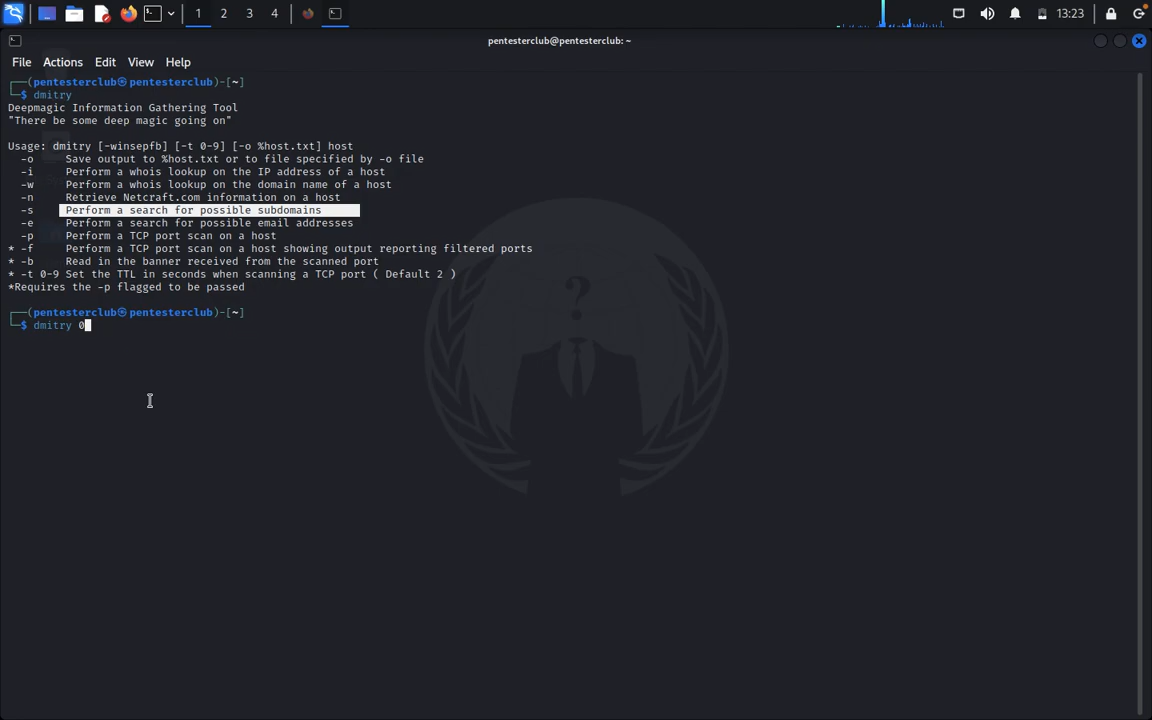 1 2 3 4 13:23
pentesterclub@pentesterclub: ~
File Actions Edit View Help
┌──(pentesterclub㉿pentesterclub)-[~]
└─$ dmitry
Deepmagic Information Gathering Tool
"There be some deep magic going on"
Usage: dmitry [-winsepfb] [-t 0-9] [-o %host.txt] host
-o Save output to %host.txt or to file specified by -o file
-i Perform a whois lookup on the IP address of a host
-w Perform a whois lookup on the domain name of a host
-n Retrieve Netcraft.com information on a host
-s Perform a search for possible subdomains
-e Perform a search for possible email addresses
-p Perform a TCP port scan on a host
* -f Perform a TCP port scan on a host showing output reporting filtered ports
* -b Read in the banner received from the scanned port
* -t 0-9 Set the TTL in seconds when scanning a TCP port ( Default 2 )
*Requires the -p flagged to be passed
┌──(pentesterclub㉿pentesterclub)-[~]
└─$ dmitry 0